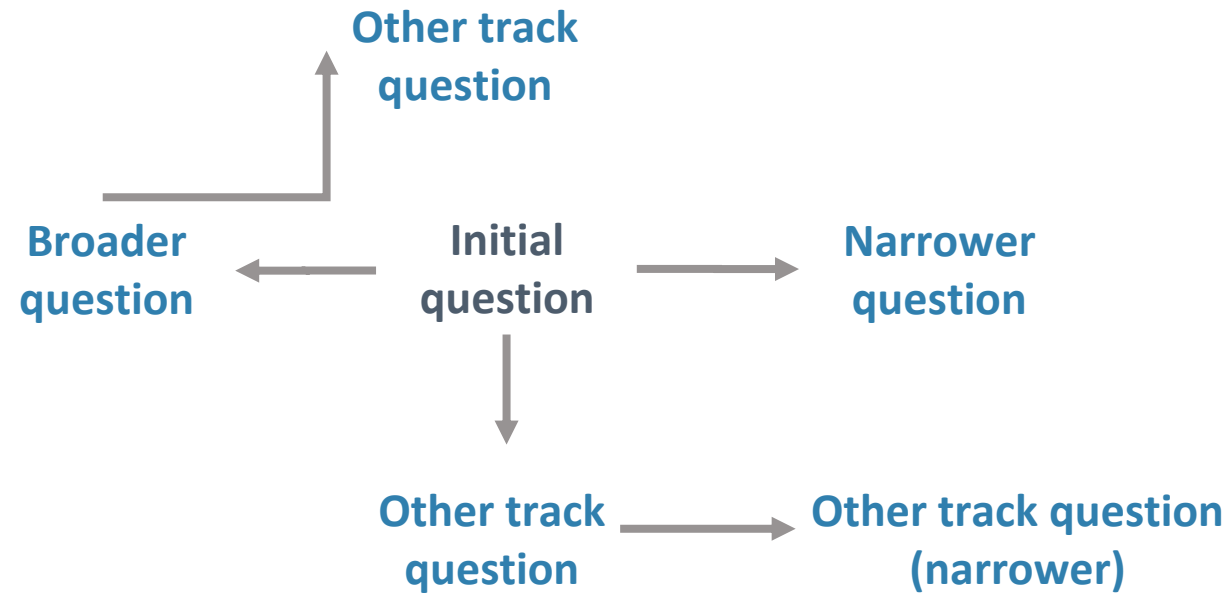 Other track
question
Broader
question
Initial
question
Narrower
question
Other track
question
Other track question
(narrower)